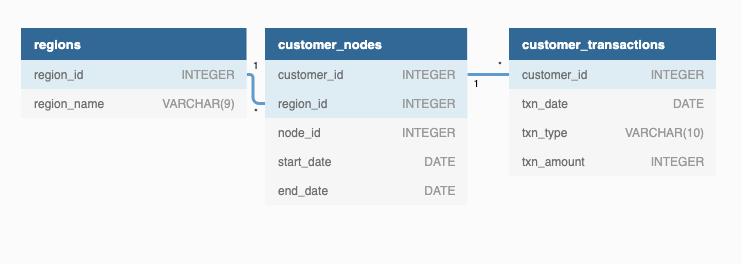 regions
region_id INTEGER
region_name VARCHAR(9)
1
*
customer_nodes
customer_id INTEGER
region_id INTEGER
node_id INTEGER
start_date DATE
end_date DATE
1
*
customer_transactions
customer_id INTEGER
txn_date DATE
txn_type VARCHAR(10)
txn_amount INTEGER